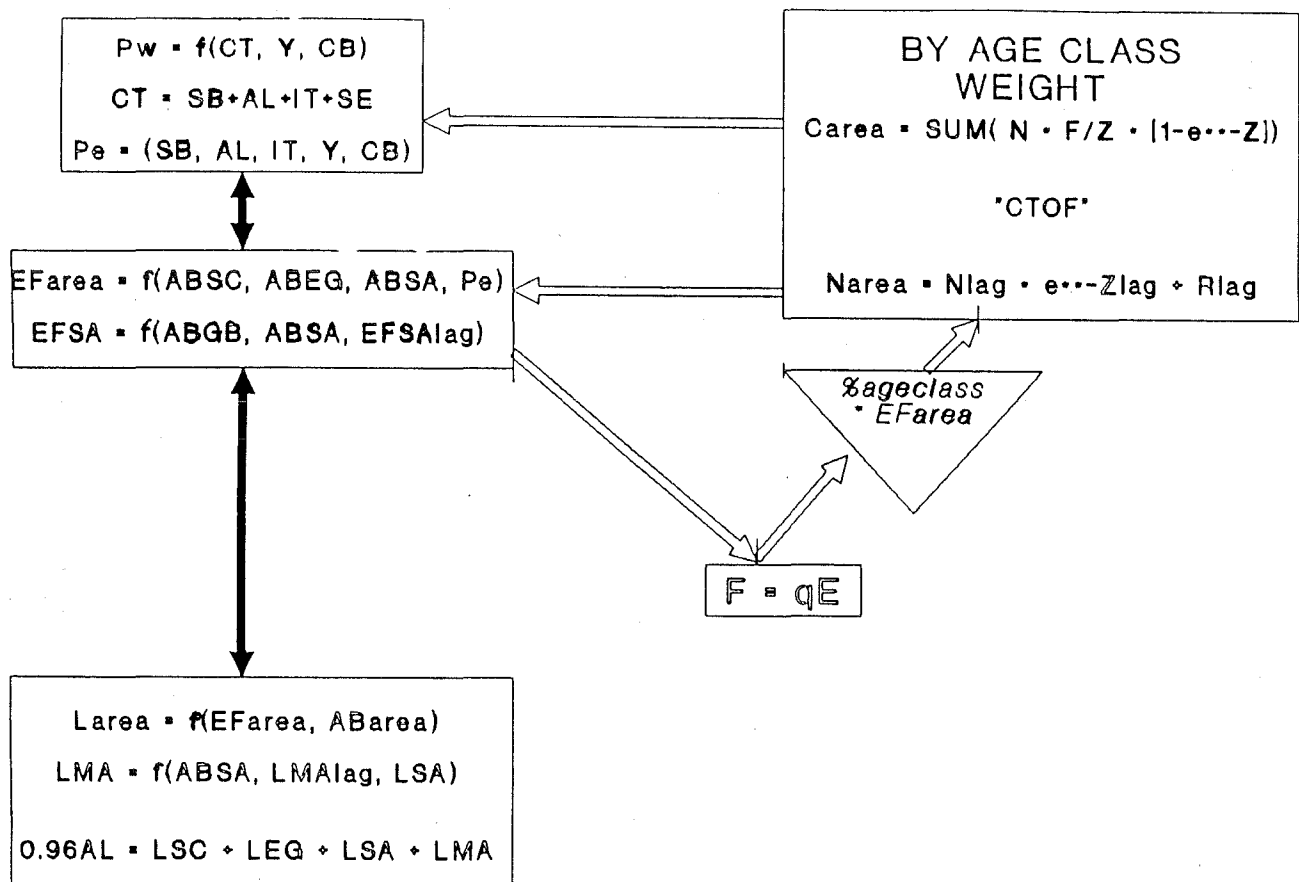 Pw = f(CT, Y, CB)
CT = SB+AL+IT+SE
Pe = (SB, AL, IT, Y, CB)
BY AGE CLASS
WEIGHT
Carea = SUM( N * F/Z * [1-e***-Z])
"CTOF"
Narea = Nlag * e***-Zlag + Rlag
EFarea = f(ABSC, ABEG, ABSA, Pe)
EFSA = f(ABGB, ABSA, EFSAlag)
%ageclass
* EFarea
F = qE
Larea = f(EFarea, ABarea)
LMA = f(ABSA, LMAlag, LSA)
0.96AL = LSC + LEG + LSA + LMA